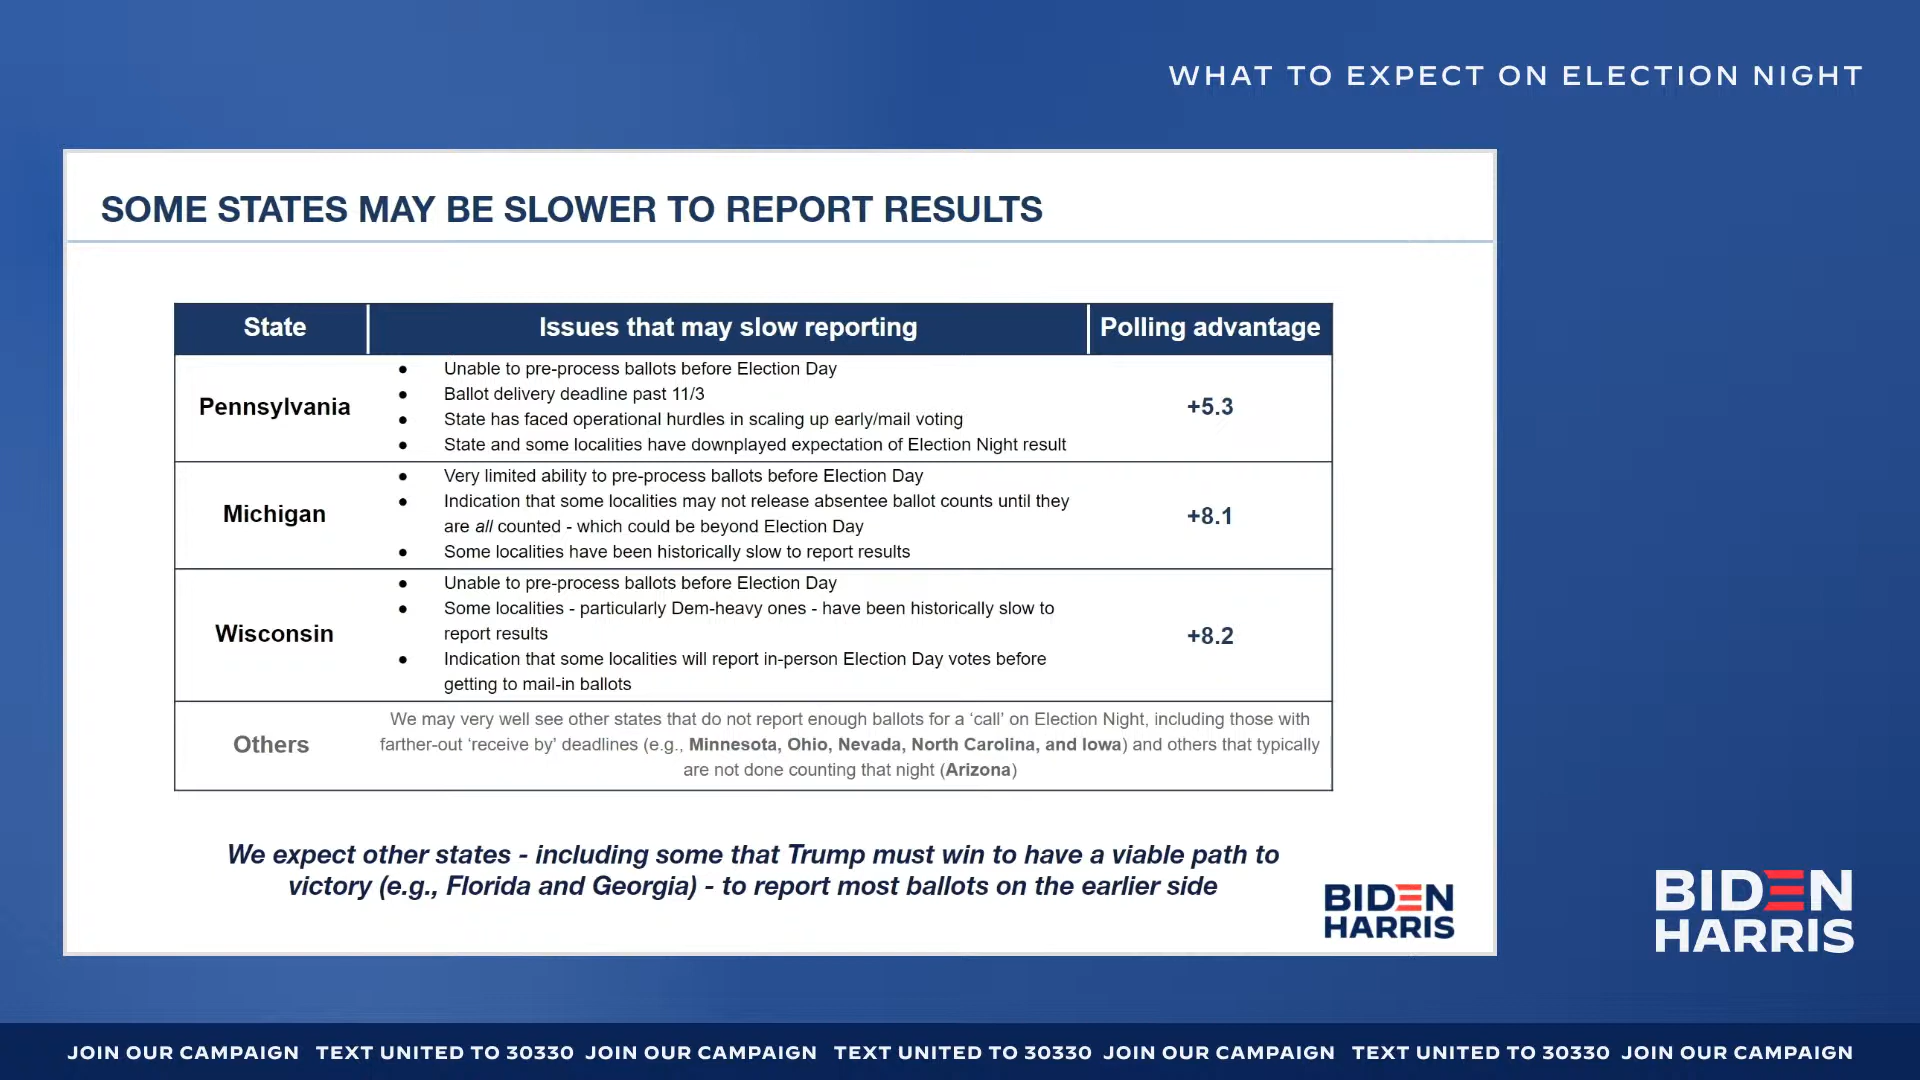 WHAT TO EXPECT ON ELECTION NIGHT
SOME STATES MAY BE SLOWER TO REPORT RESULTS
State Issues that may slow reporting Polling advantage
Pennsylvania
● Unable to pre-process ballots before Election Day
● Ballot delivery deadline past 11/3
● State has faced operational hurdles in scaling up early/mail voting
● State and some localities have downplayed expectation of Election Night result
+5.3
Michigan
● Very limited ability to pre-process ballots before Election Day
● Indication that some localities may not release absentee ballot counts until they
are all counted - which could be beyond Election Day
● Some localities have been historically slow to report results
+8.1
Wisconsin
● Unable to pre-process ballots before Election Day
● Some localities - particularly Dem-heavy ones - have been historically slow to
report results
● Indication that some localities will report in-person Election Day votes before
getting to mail-in ballots
+8.2
Others
We may very well see other states that do not report enough ballots for a ‘call’ on Election Night, including those with
farther-out ‘receive by’ deadlines (e.g., Minnesota, Ohio, Nevada, North Carolina, and Iowa) and others that typically
are not done counting that night (Arizona)
We expect other states - including some that Trump must win to have a viable path to
victory (e.g., Florida and Georgia) - to report most ballots on the earlier side
BIDEN
HARRIS
BIDEN
HARRIS
JOIN OUR CAMPAIGN TEXT UNITED TO 30330 JOIN OUR CAMPAIGN TEXT UNITED TO 30330 JOIN OUR CAMPAIGN TEXT UNITED TO 30330 JOIN OUR CAMPAIGN